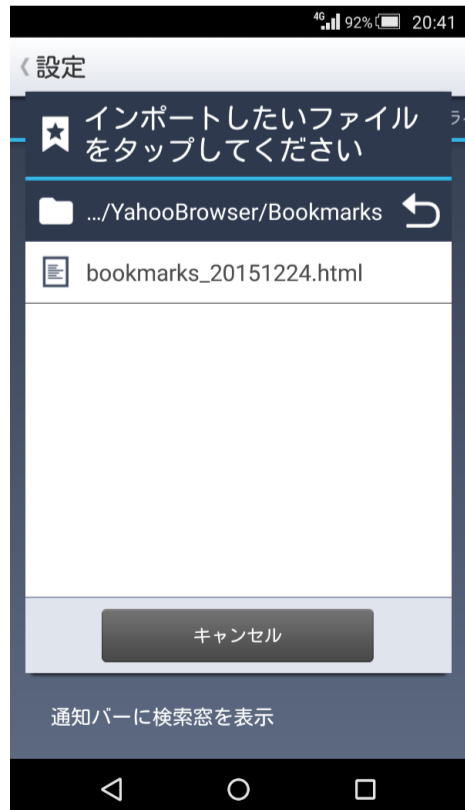 4G 92% 20:41
設定
インポートしたいファイル
をタップしてください
.../YahooBrowser/Bookmarks
bookmarks_20151224.html
キャンセル
通知バーに検索窓を表示